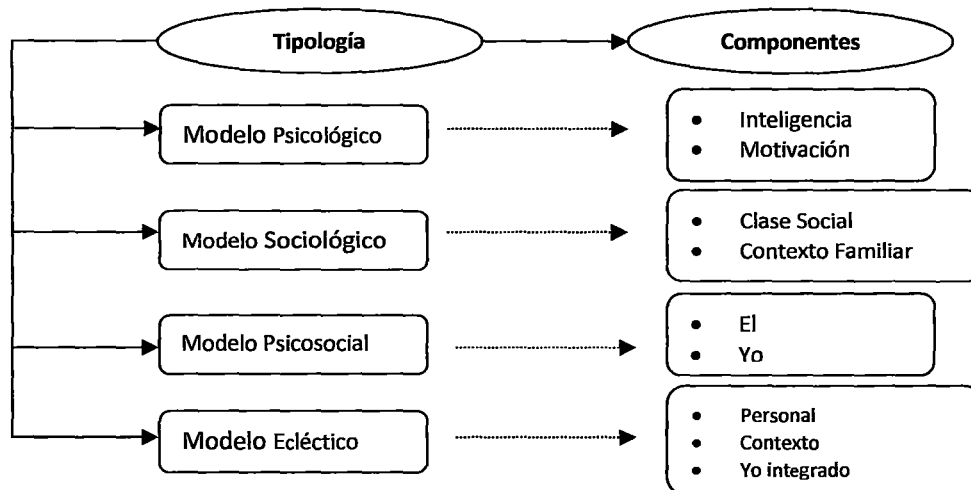 Tipología
Componentes
Modelo Psicológico
• Inteligencia
• Motivación
Modelo Sociológico
• Clase Social
• Contexto Familiar
Modelo Psicosocial
• El
• Yo
Modelo Ecléctico
• Personal
• Contexto
• Yo integrado